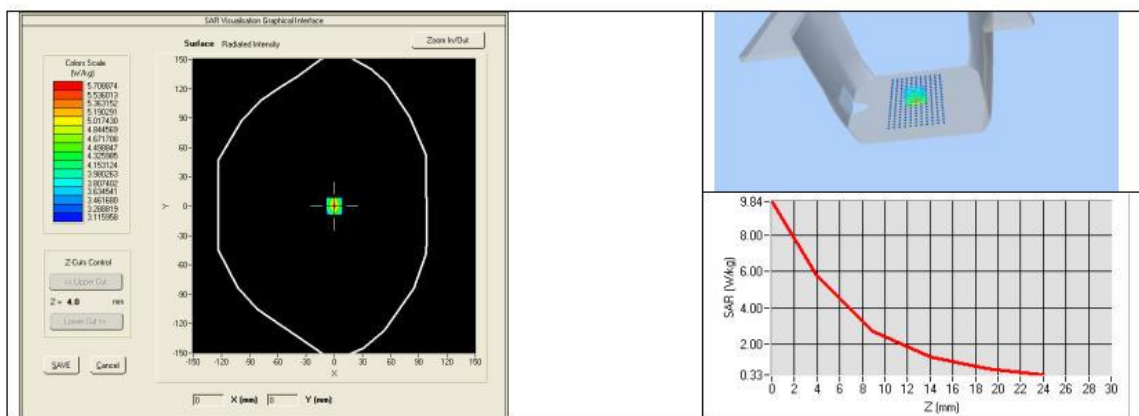 SAR Visualisation Graphical Interface
Surface Radiated Intensity
Zoom In/Out
Colors Scale
(W/kg)
5.708874
5.536013
5.363152
5.190291
5.017430
4.844569
4.671708
4.498847
4.325985
4.153124
3.980263
3.807402
3.634541
3.461680
3.288819
3.115958
Z-Cuts Control
<< Upper Cut
Z = 4.0 mm
Lower Cut >>
SAVE Cancel
150
120
90
60
30
0
-30
-60
-90
-120
-150
Y
-150 -120 -90 -60 -30 0 30 60 90 120 150
X
0 X (mm) 0 Y (mm)
9.84
8.00
6.00
4.00
2.00
0.33
SAR (W/kg)
0 2 4 6 8 10 12 14 16 18 20 22 24 26 28 30
Z (mm)